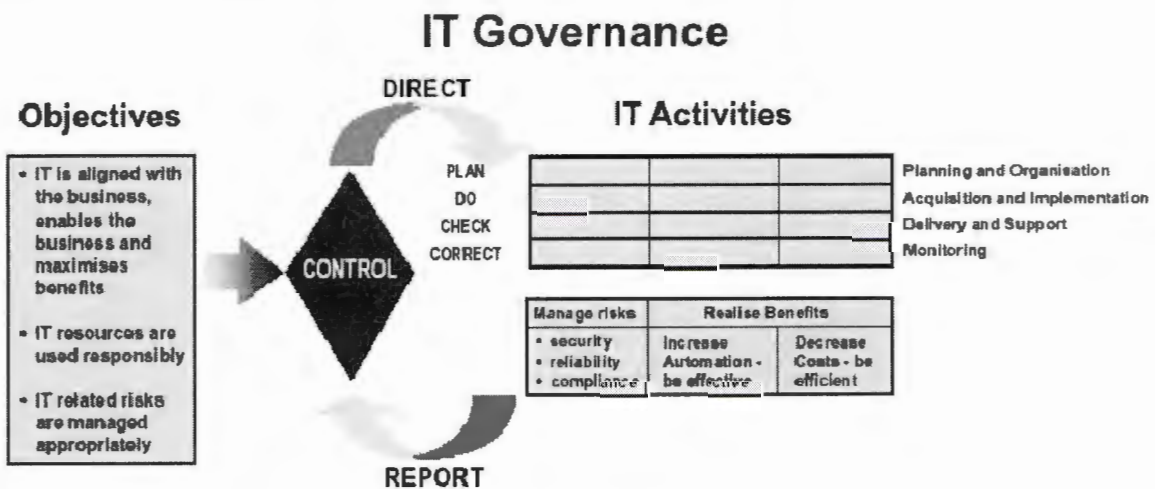 IT Governance
Objectives
• IT is aligned with
the business,
enables the
business and
maximises
benefits
• IT resources are
used responsibly
• IT related risks
are managed
appropriately
DIRECT
CONTROL
PLAN
DO
CHECK
CORRECT
REPORT
IT Activities
Planning and Organisation
Acquisition and Implementation
Delivery and Support
Monitoring
Manage risks
• security
• reliability
• compliance
Realise Benefits
Increase
Automation -
be effective
Decrease
Costs - be
efficient